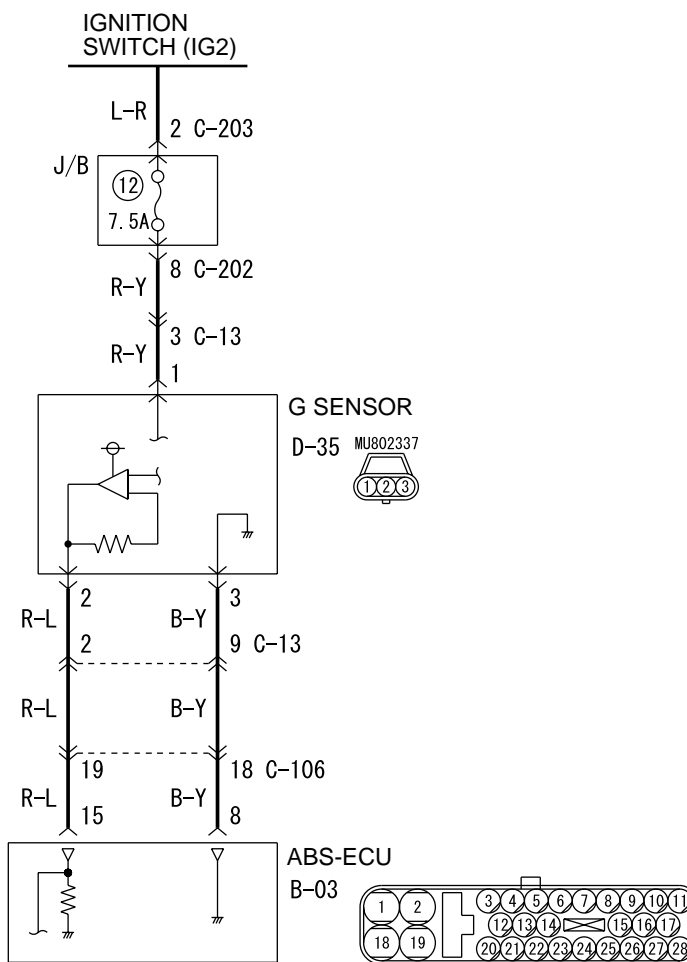 IGNITION
SWITCH (IG2)
L-R
2 C-203
J/B
12
7.5A
8 C-202
R-Y
3 C-13
R-Y
1
G SENSOR
D-35 MU802337
1 2 3
2 3
R-L B-Y
2 9 C-13
R-L B-Y
19 18 C-106
R-L B-Y
15 8
ABS-ECU
B-03
1 2 3 4 5 6 7 8 9 10 11
12 13 14 15 16 17
18 19 20 21 22 23 24 25 26 27 28